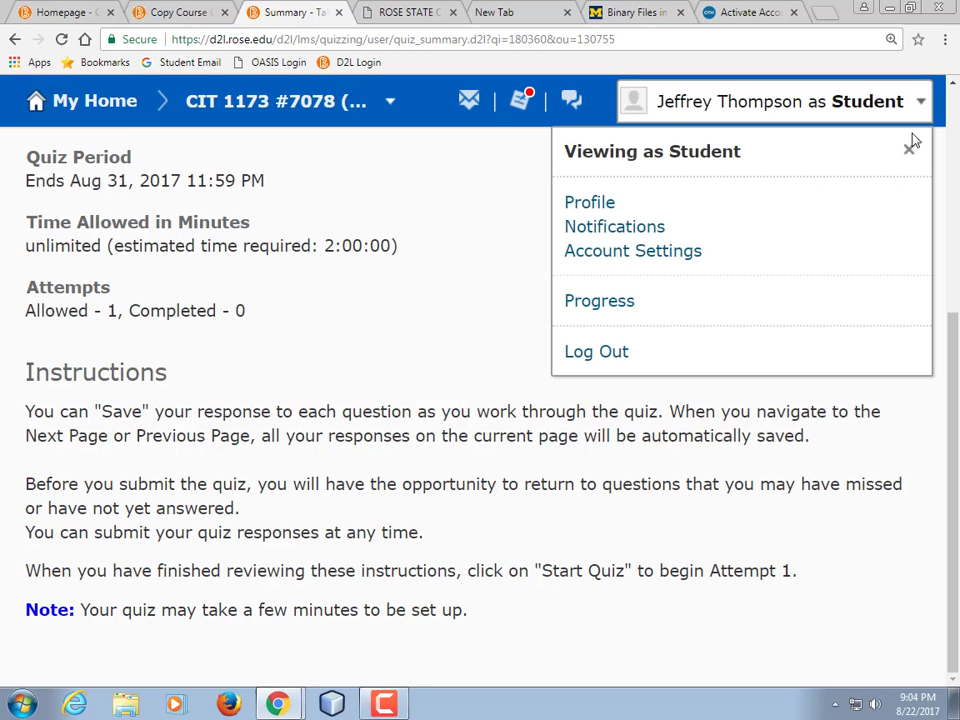 Homepage -
Copy Course
Summary - Ta
ROSE STATE C
New Tab
Binary Files in
Activate Acco
Secure
https://d2l.rose.edu/d2l/lms/quizzing/user/quiz_summary.d2l?qi=180360&ou=130755
Apps
Bookmarks
Student Email
OASIS Login
D2L Login
My Home
CIT 1173 #7078 (...
Jeffrey Thompson as Student
Viewing as Student
Profile
Notifications
Account Settings
Progress
Log Out
Quiz Period
Ends Aug 31, 2017 11:59 PM
Time Allowed in Minutes
unlimited (estimated time required: 2:00:00)
Attempts
Allowed - 1, Completed - 0
Instructions
You can "Save" your response to each question as you work through the quiz. When you navigate to the
Next Page or Previous Page, all your responses on the current page will be automatically saved.
Before you submit the quiz, you will have the opportunity to return to questions that you may have missed
or have not yet answered.
You can submit your quiz responses at any time.
When you have finished reviewing these instructions, click on "Start Quiz" to begin Attempt 1.
Note: Your quiz may take a few minutes to be set up.
9:04 PM
8/22/2017